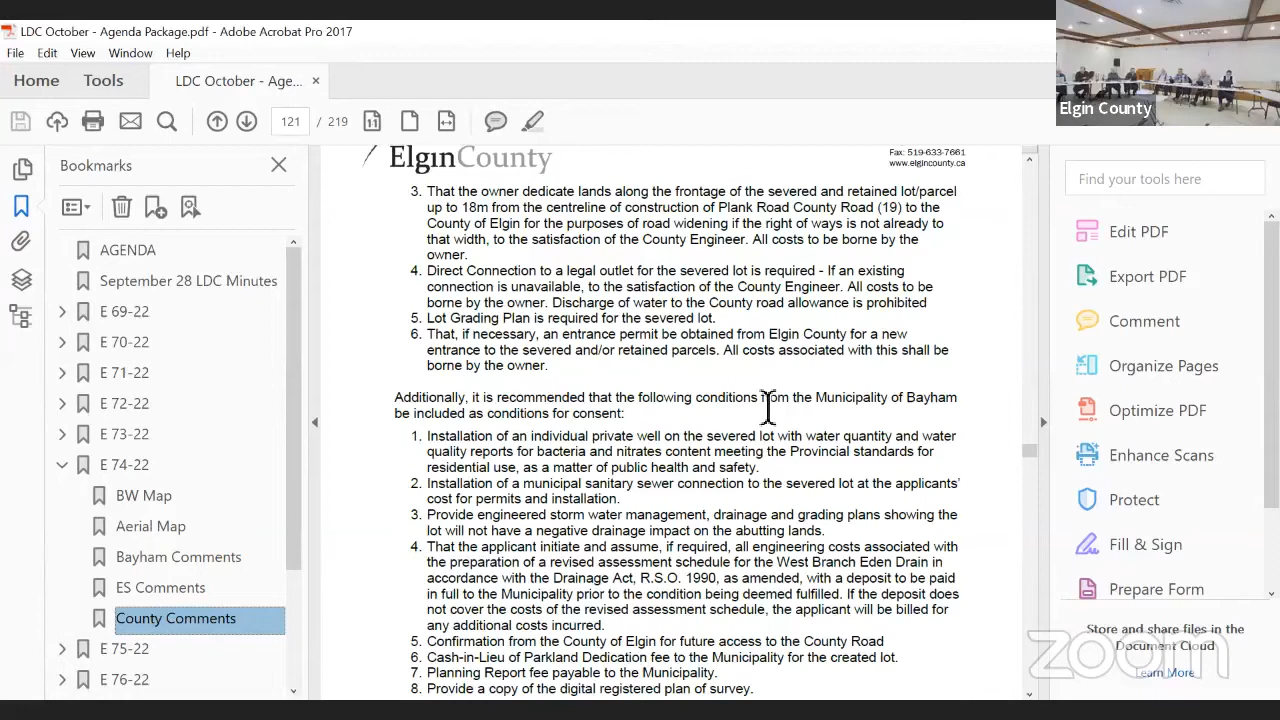 LDC October - Agenda Package.pdf - Adobe Acrobat Pro 2017
File Edit View Window Help
Home Tools LDC October - Age... ×
121 / 219
Elgin County
Bookmarks
AGENDA
September 28 LDC Minutes
E 69-22
E 70-22
E 71-22
E 72-22
E 73-22
E 74-22
BW Map
Aerial Map
Bayham Comments
ES Comments
County Comments
E 75-22
E 76-22
ElginCounty
Fax: 519-633-7661
www.elgincounty.ca
3. That the owner dedicate lands along the frontage of the severed and retained lot/parcel
up to 18m from the centreline of construction of Plank Road County Road (19) to the
County of Elgin for the purposes of road widening if the right of ways is not already to
that width, to the satisfaction of the County Engineer. All costs to be borne by the
owner.
4. Direct Connection to a legal outlet for the severed lot is required - If an existing
connection is unavailable, to the satisfaction of the County Engineer. All costs to be
borne by the owner. Discharge of water to the County road allowance is prohibited
5. Lot Grading Plan is required for the severed lot.
6. That, if necessary, an entrance permit be obtained from Elgin County for a new
entrance to the severed and/or retained parcels. All costs associated with this shall be
borne by the owner.
Additionally, it is recommended that the following conditions from the Municipality of Bayham
be included as conditions for consent:
1. Installation of an individual private well on the severed lot with water quantity and water
quality reports for bacteria and nitrates content meeting the Provincial standards for
residential use, as a matter of public health and safety.
2. Installation of a municipal sanitary sewer connection to the severed lot at the applicants'
cost for permits and installation.
3. Provide engineered storm water management, drainage and grading plans showing the
lot will not have a negative drainage impact on the abutting lands.
4. That the applicant initiate and assume, if required, all engineering costs associated with
the preparation of a revised assessment schedule for the West Branch Eden Drain in
accordance with the Drainage Act, R.S.O. 1990, as amended, with a deposit to be paid
in full to the Municipality prior to the condition being deemed fulfilled. If the deposit does
not cover the costs of the revised assessment schedule, the applicant will be billed for
any additional costs incurred.
5. Confirmation from the County of Elgin for future access to the County Road
6. Cash-in-Lieu of Parkland Dedication fee to the Municipality for the created lot.
7. Planning Report fee payable to the Municipality.
8. Provide a copy of the digital registered plan of survey.
Find your tools here
Edit PDF
Export PDF
Comment
Organize Pages
Optimize PDF
Enhance Scans
Protect
Fill & Sign
Prepare Form
Store and share files in the
Document Cloud
Learn More
zoom